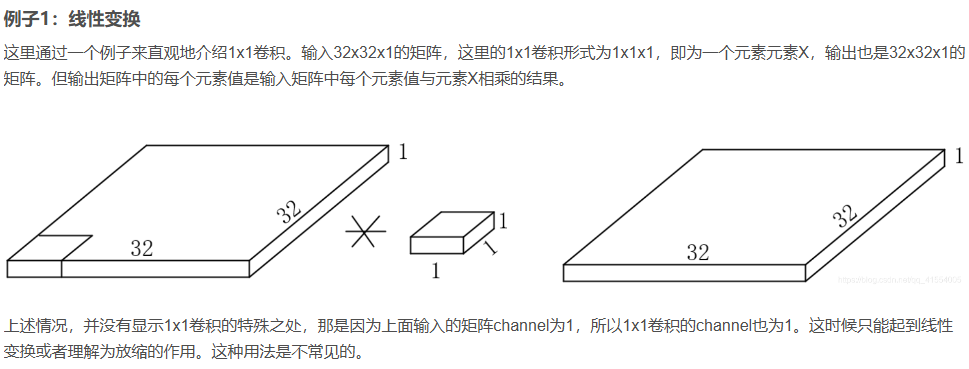 例子1：线性变换
这里通过一个例子来直观地介绍1x1卷积。输入32x32x1的矩阵，这里的1x1卷积形式为1x1x1，即为一个元素元素X，输出也是32x32x1的
矩阵。但输出矩阵中的每个元素值是输入矩阵中每个元素值与元素X相乘的结果。
1
32
32
1
1
1
1
32
32
上述情况，并没有显示1x1卷积的特殊之处，那是因为上面输入的矩阵channel为1，所以1x1卷积的channel也为1。这时候只能起到线性
变换或者理解为放缩的作用。这种用法是不常见的。